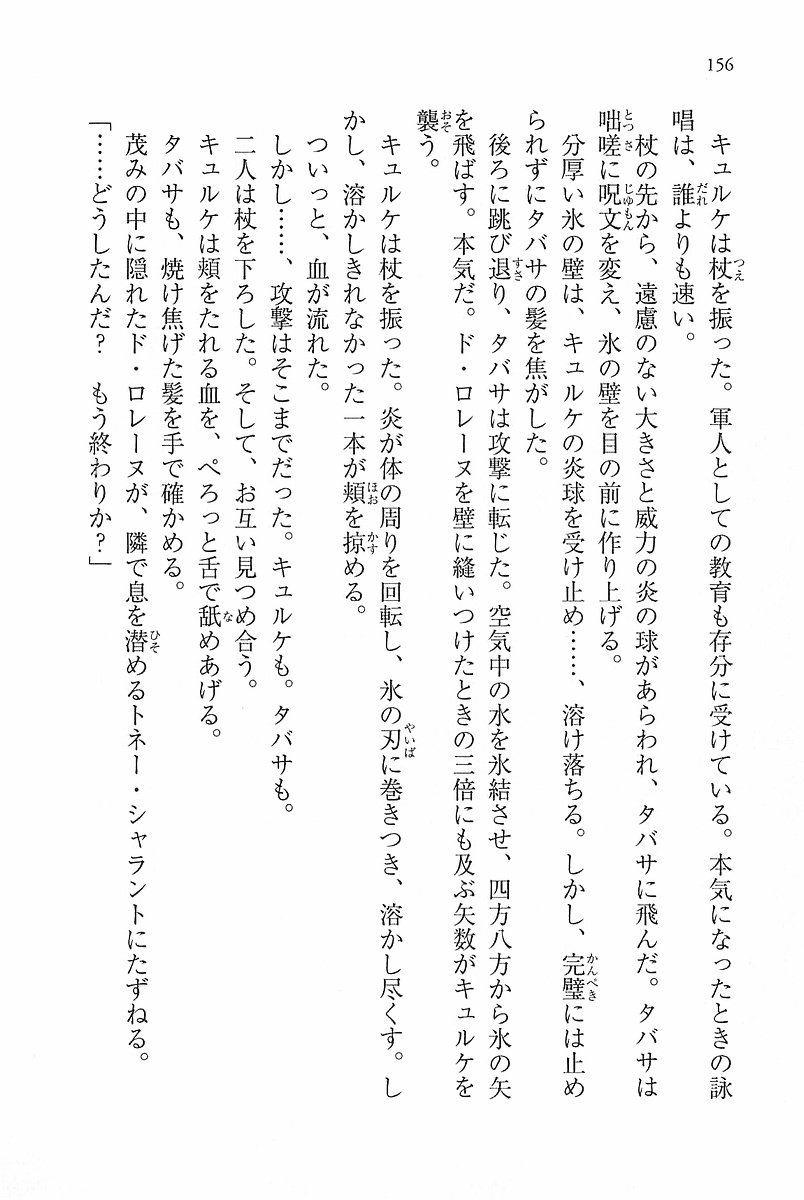 156
キュルケは杖を振った。軍人としての教育も存分に受けている。本気になったときの詠
唱は、誰よりも速い。
杖の先から、遠慮のない大きさと威力の炎の球があらわれ、タバサに飛んだ。タバサは
咄嗟に呪文を変え、氷の壁を目の前に作り上げる。
分厚い氷の壁は、キュルケの炎球を受け止め……、溶け落ちる。しかし、完璧には止め
られずにタバサの髪を焦がした。
後ろに跳び退り、タバサは攻撃に転じた。空気中の水を氷結させ、四方八方から氷の矢
を飛ばす。本気だ。ド・ロレーヌを壁に縫いつけたときの三倍にも及ぶ矢数がキュルケを
襲う。
キュルケは杖を振った。炎が体の周りを回転し、氷の刃に巻きつき、溶かし尽くす。し
かし、溶かしきれなかった一本が頬を掠める。
ついっと、血が流れた。
しかし……、攻撃はそこまでだった。キュルケも。タバサも。
二人は杖を下ろした。そして、お互い見つめ合う。
キュルケは頬をたれる血を、ぺろっと舌で舐めあげる。
タバサも、焼け焦げた髪を手で確かめる。
茂みの中に隠れたド・ロレーヌが、隣で息を潜めるトネー・シャラントにたずねる。
「……どうしたんだ？　もう終わりか？」